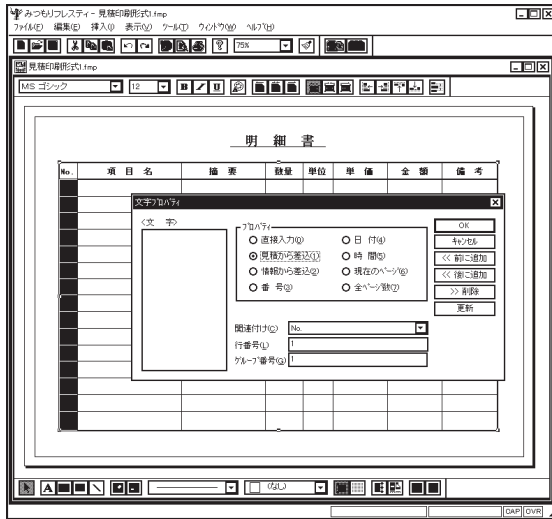 みつもりフレスティ - 見積印刷形式1.fmp
ファイル(F) 編集(E) 挿入(I) 表示(V) ツール(T) ウィンドウ(W) ヘルプ(H)
75%
見積印刷形式1.fmp
MS ゴシック 12 B I U
明 細 書
No. 項 目 名 摘 要 数量 単位 単 価 金 額 備 考
文字プロパティ
<文 字>
プロパティ
直接入力(0) 日 付(4)
見積から差込(1) 時 間(5)
情報から差込(2) 現在のページ(6)
番 号(3) 全ページ数(7)
OK
キャンセル
<< 前に追加
<< 後に追加
>> 削除
更新
関連付け(C) No.
行番号(L) 1
グループ番号(G) 1
A (なし)
CAP OVR